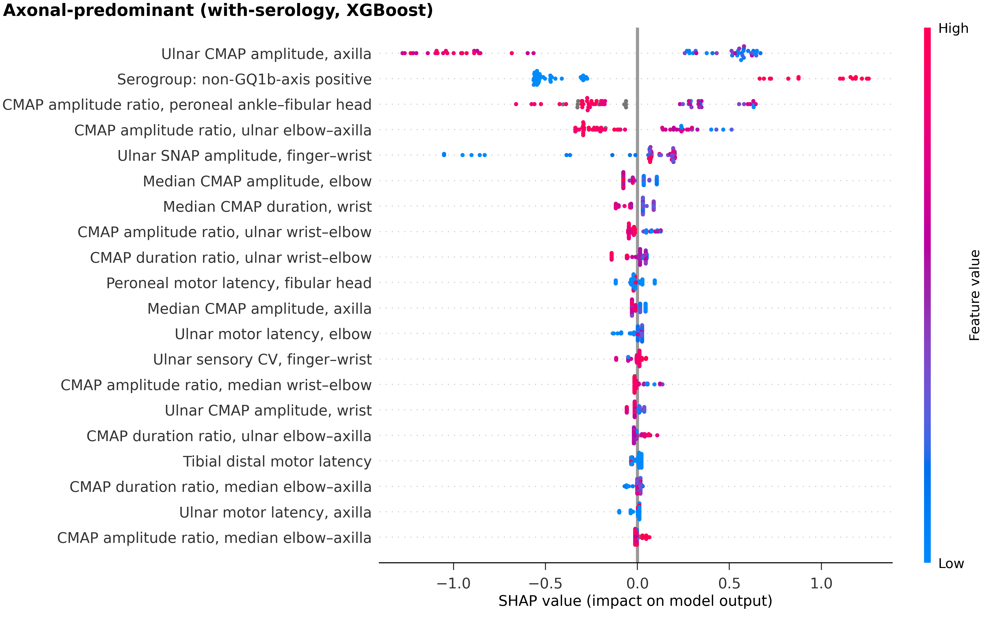 Axonal-predominant (with-serology, XGBoost)
High
Ulnar CMAP amplitude, axilla
Serogroup: non-GQ1b-axis positive
CMAP amplitude ratio, peroneal ankle–fibular head
CMAP amplitude ratio, ulnar elbow–axilla
Ulnar SNAP amplitude, finger–wrist
Median CMAP amplitude, elbow
Median CMAP duration, wrist
CMAP amplitude ratio, ulnar wrist–elbow
CMAP duration ratio, ulnar wrist–elbow
Peroneal motor latency, fibular head
Median CMAP amplitude, axilla
Ulnar motor latency, elbow
Ulnar sensory CV, finger–wrist
CMAP amplitude ratio, median wrist–elbow
Ulnar CMAP amplitude, wrist
CMAP duration ratio, ulnar elbow–axilla
Tibial distal motor latency
CMAP duration ratio, median elbow–axilla
Ulnar motor latency, axilla
CMAP amplitude ratio, median elbow–axilla
Feature value
Low
−1.0 −0.5 0.0 0.5 1.0
SHAP value (impact on model output)